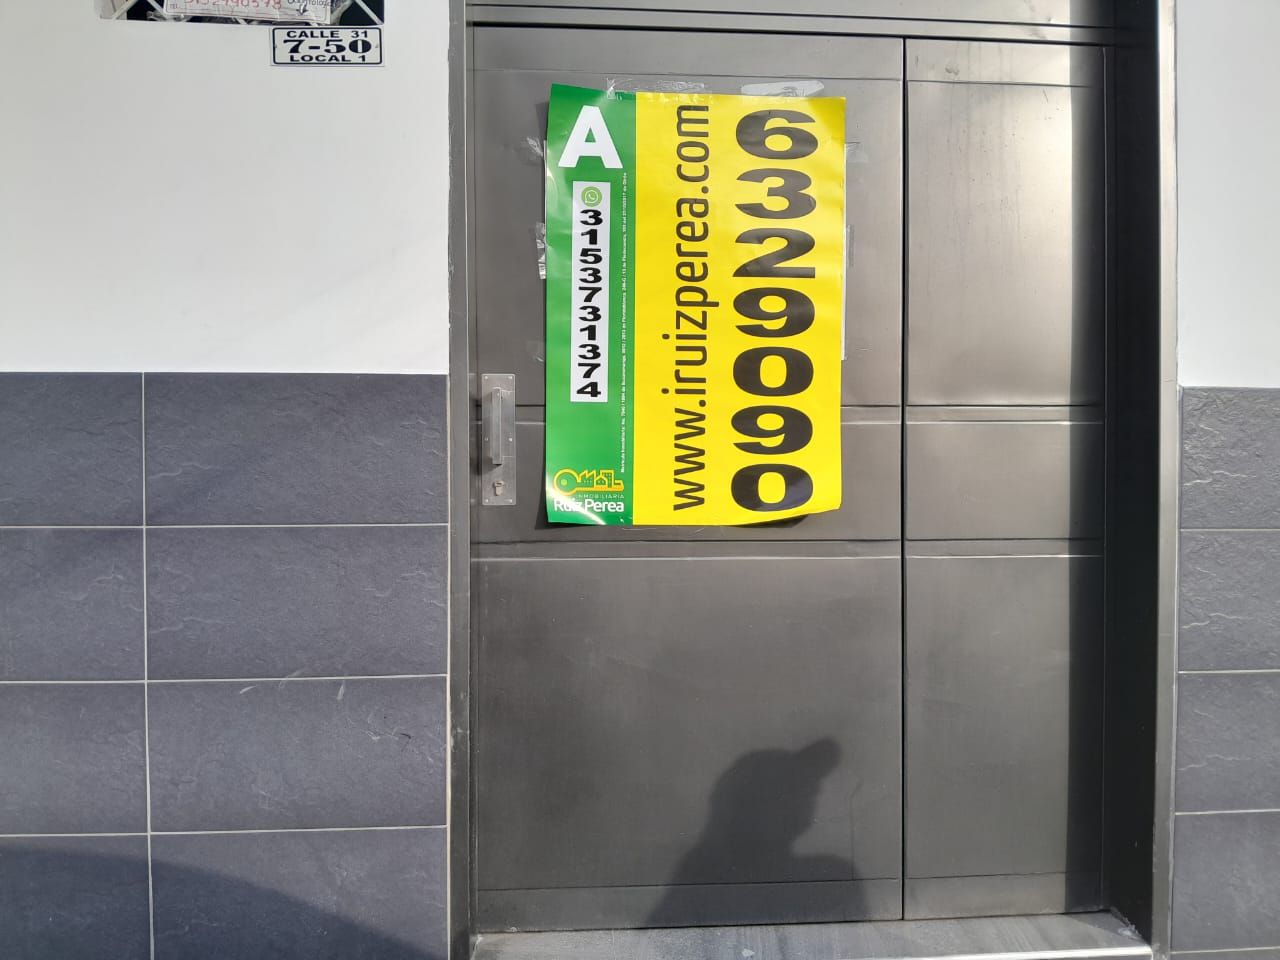 CALLE 31
7-50
LOCAL 1
A
3153731374
INMOBILIARIA
Ruiz Perea
www.iruizperea.com
6329090